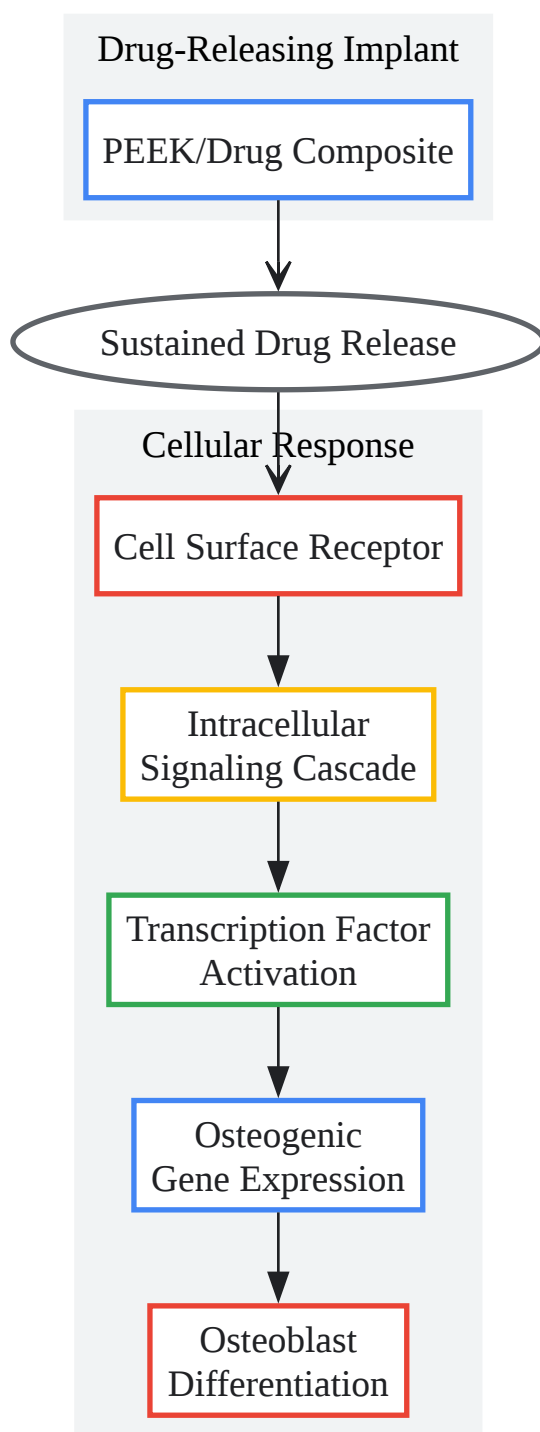 Drug-Releasing Implant
PEEK/Drug Composite
Sustained Drug Release
Cellular Response
Cell Surface Receptor
Intracellular
Signaling Cascade
Transcription Factor
Activation
Osteogenic
Gene Expression
Osteoblast
Differentiation